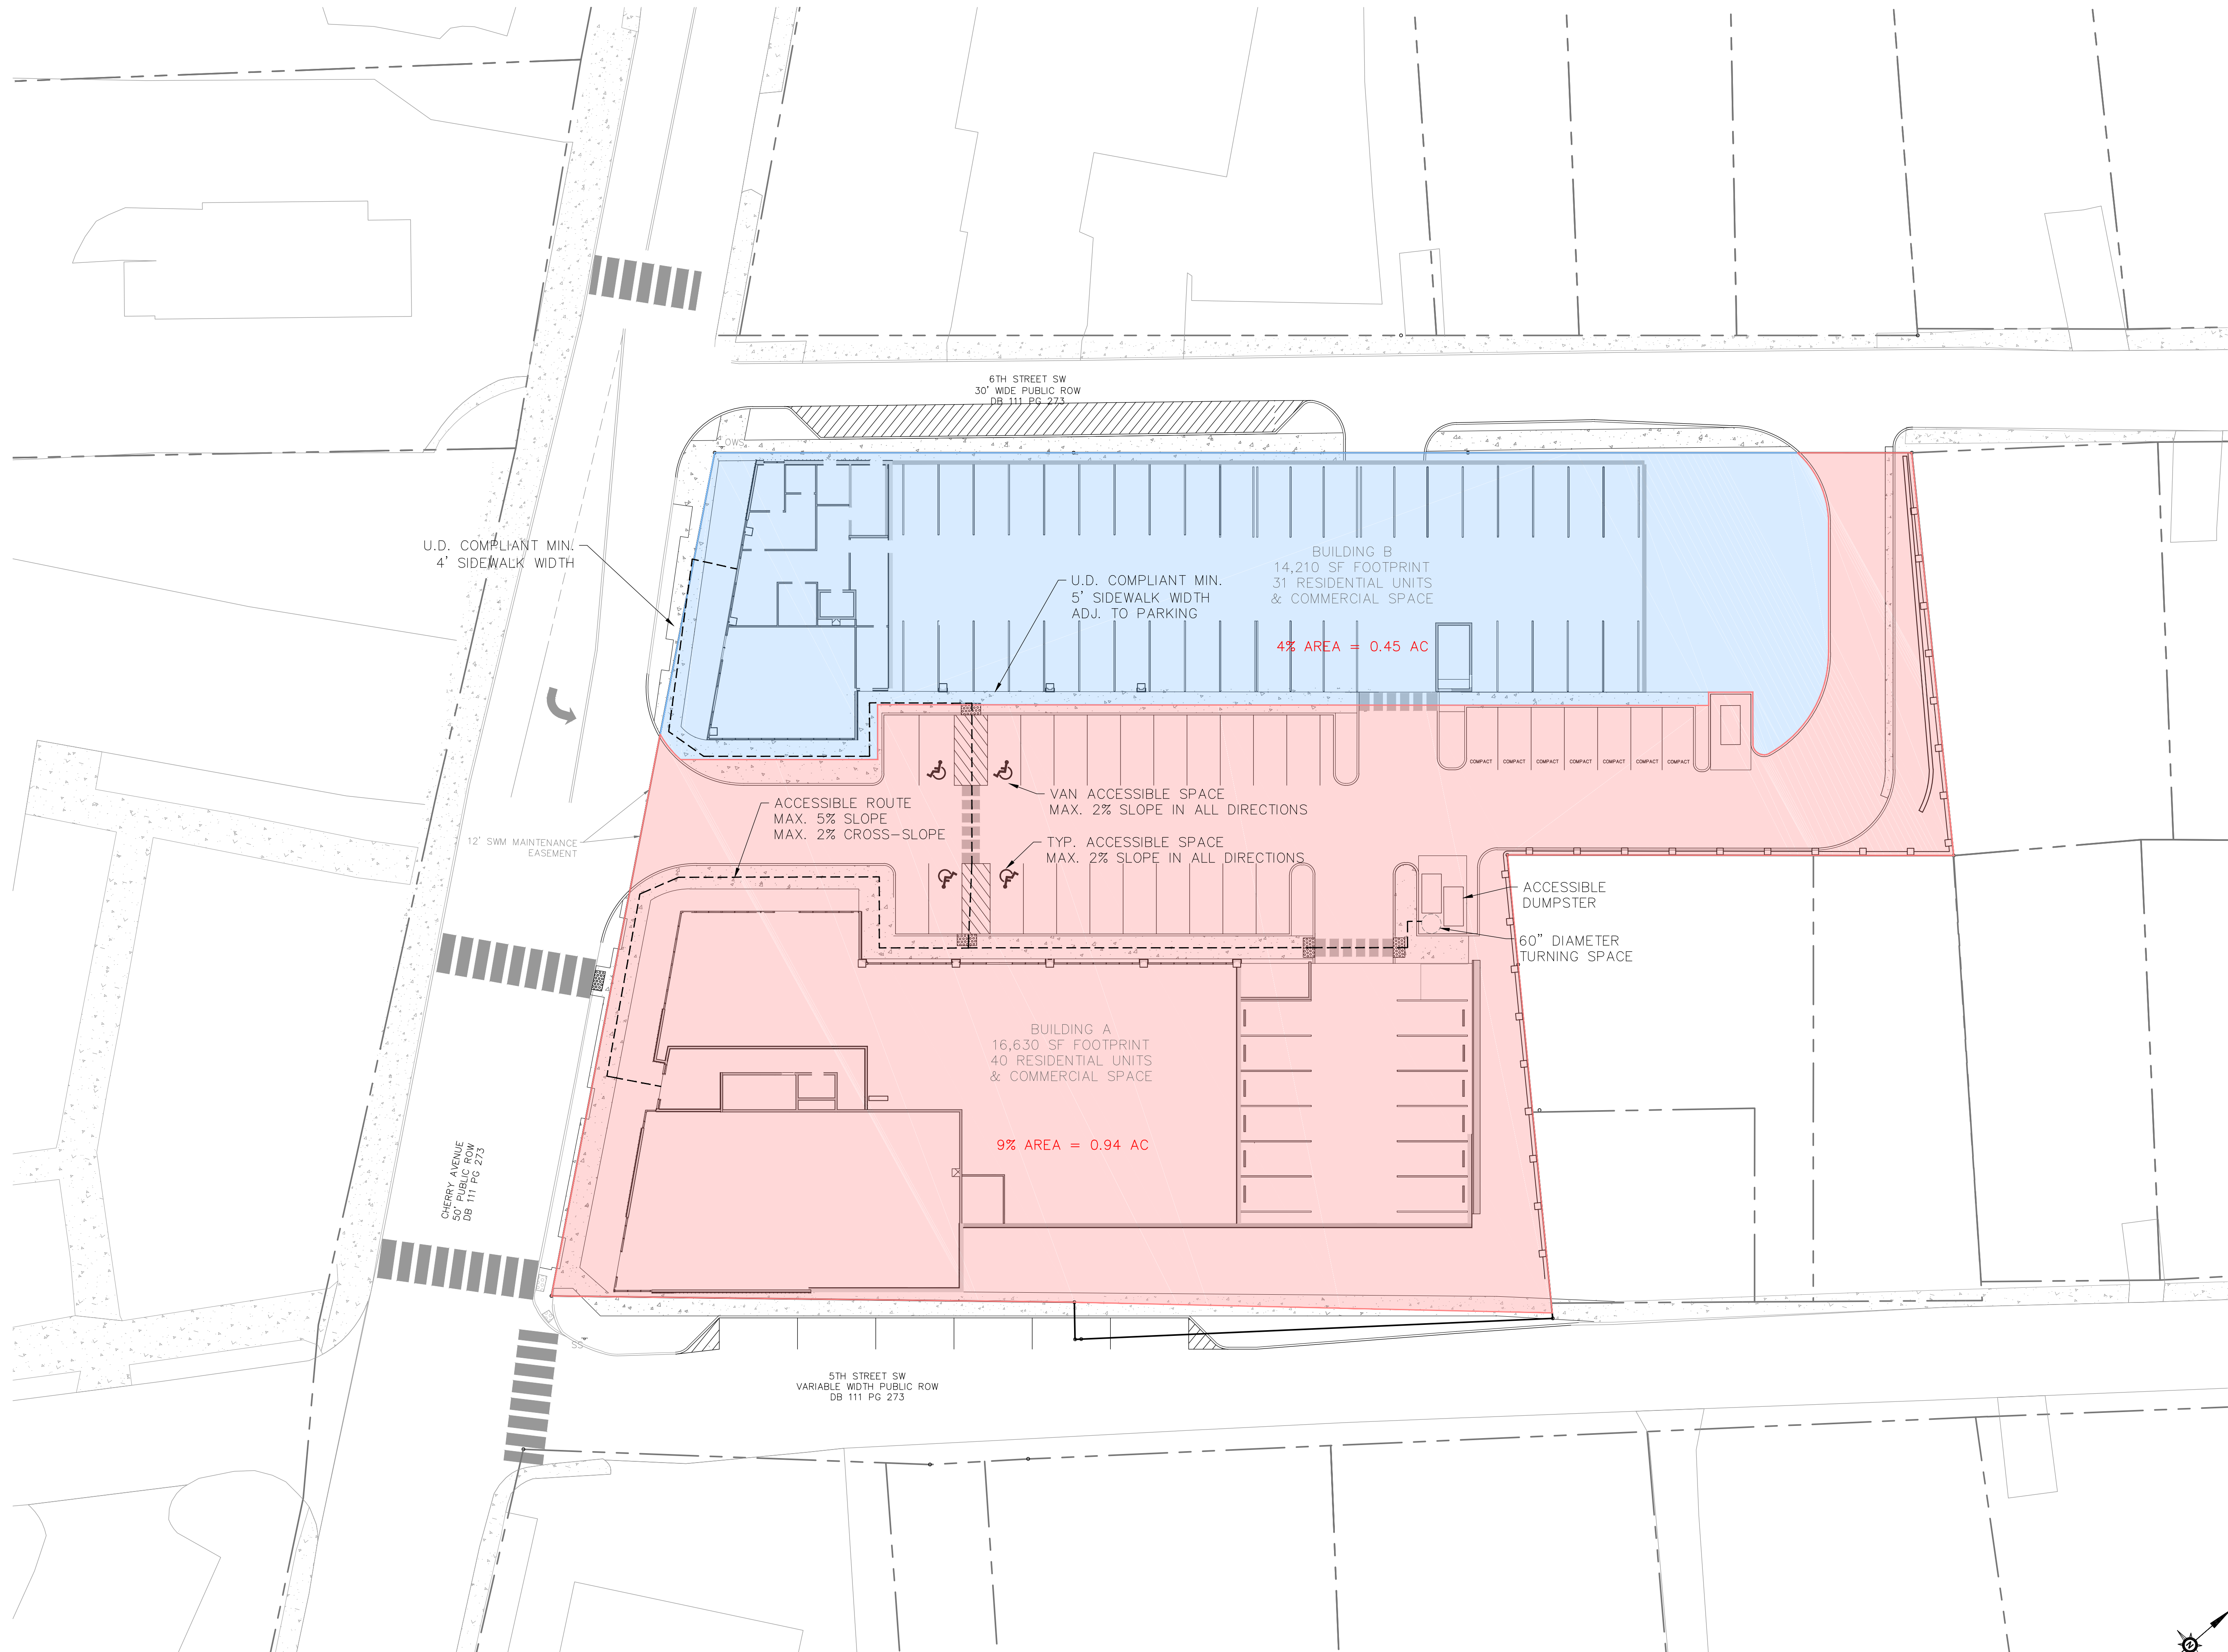 6TH STREET SW
30' WIDE PUBLIC ROW
DB 111 PG 273
OWS
U.D. COMPLIANT MIN.
4' SIDEWALK WIDTH
U.D. COMPLIANT MIN.
5' SIDEWALK WIDTH
ADJ. TO PARKING
BUILDING B
14,210 SF FOOTPRINT
31 RESIDENTIAL UNITS
& COMMERCIAL SPACE
4% AREA = 0.45 AC
COMPACT
COMPACT
COMPACT
COMPACT
COMPACT
COMPACT
COMPACT
VAN ACCESSIBLE SPACE
MAX. 2% SLOPE IN ALL DIRECTIONS
ACCESSIBLE ROUTE
MAX. 5% SLOPE
MAX. 2% CROSS-SLOPE
12' SWM MAINTENANCE
EASEMENT
TYP. ACCESSIBLE SPACE
MAX. 2% SLOPE IN ALL DIRECTIONS
ACCESSIBLE
DUMPSTER
60" DIAMETER
TURNING SPACE
BUILDING A
16,630 SF FOOTPRINT
40 RESIDENTIAL UNITS
& COMMERCIAL SPACE
9% AREA = 0.94 AC
CHERRY AVENUE
50' PUBLIC ROW
DB 111 PG 273
SS
5TH STREET SW
VARIABLE WIDTH PUBLIC ROW
DB 111 PG 273
N